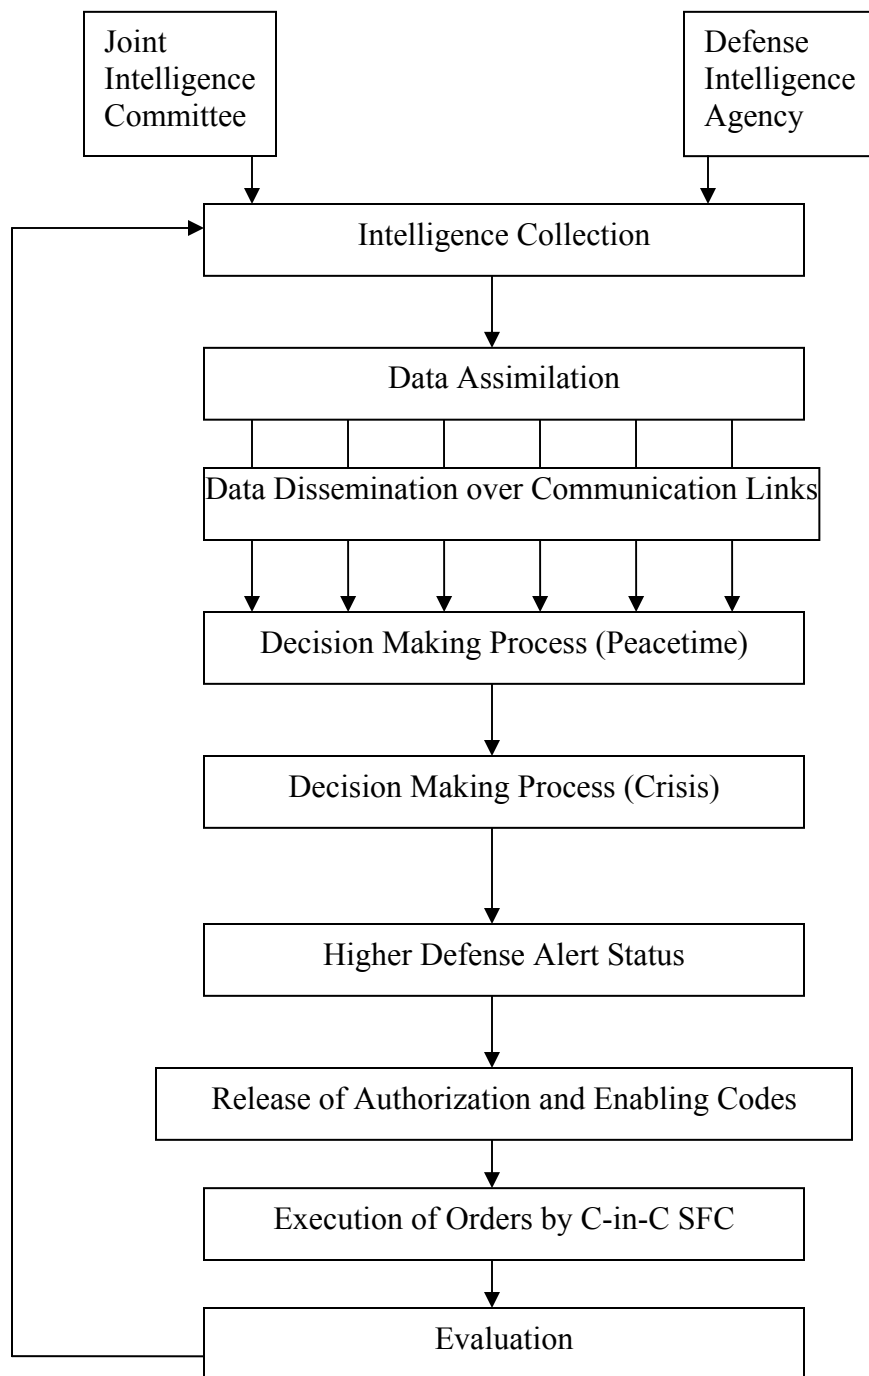 Joint
Intelligence
Committee
Defense
Intelligence
Agency
Intelligence Collection
Data Assimilation
Data Dissemination over Communication Links
Decision Making Process (Peacetime)
Decision Making Process (Crisis)
Higher Defense Alert Status
Release of Authorization and Enabling Codes
Execution of Orders by C-in-C SFC
Evaluation